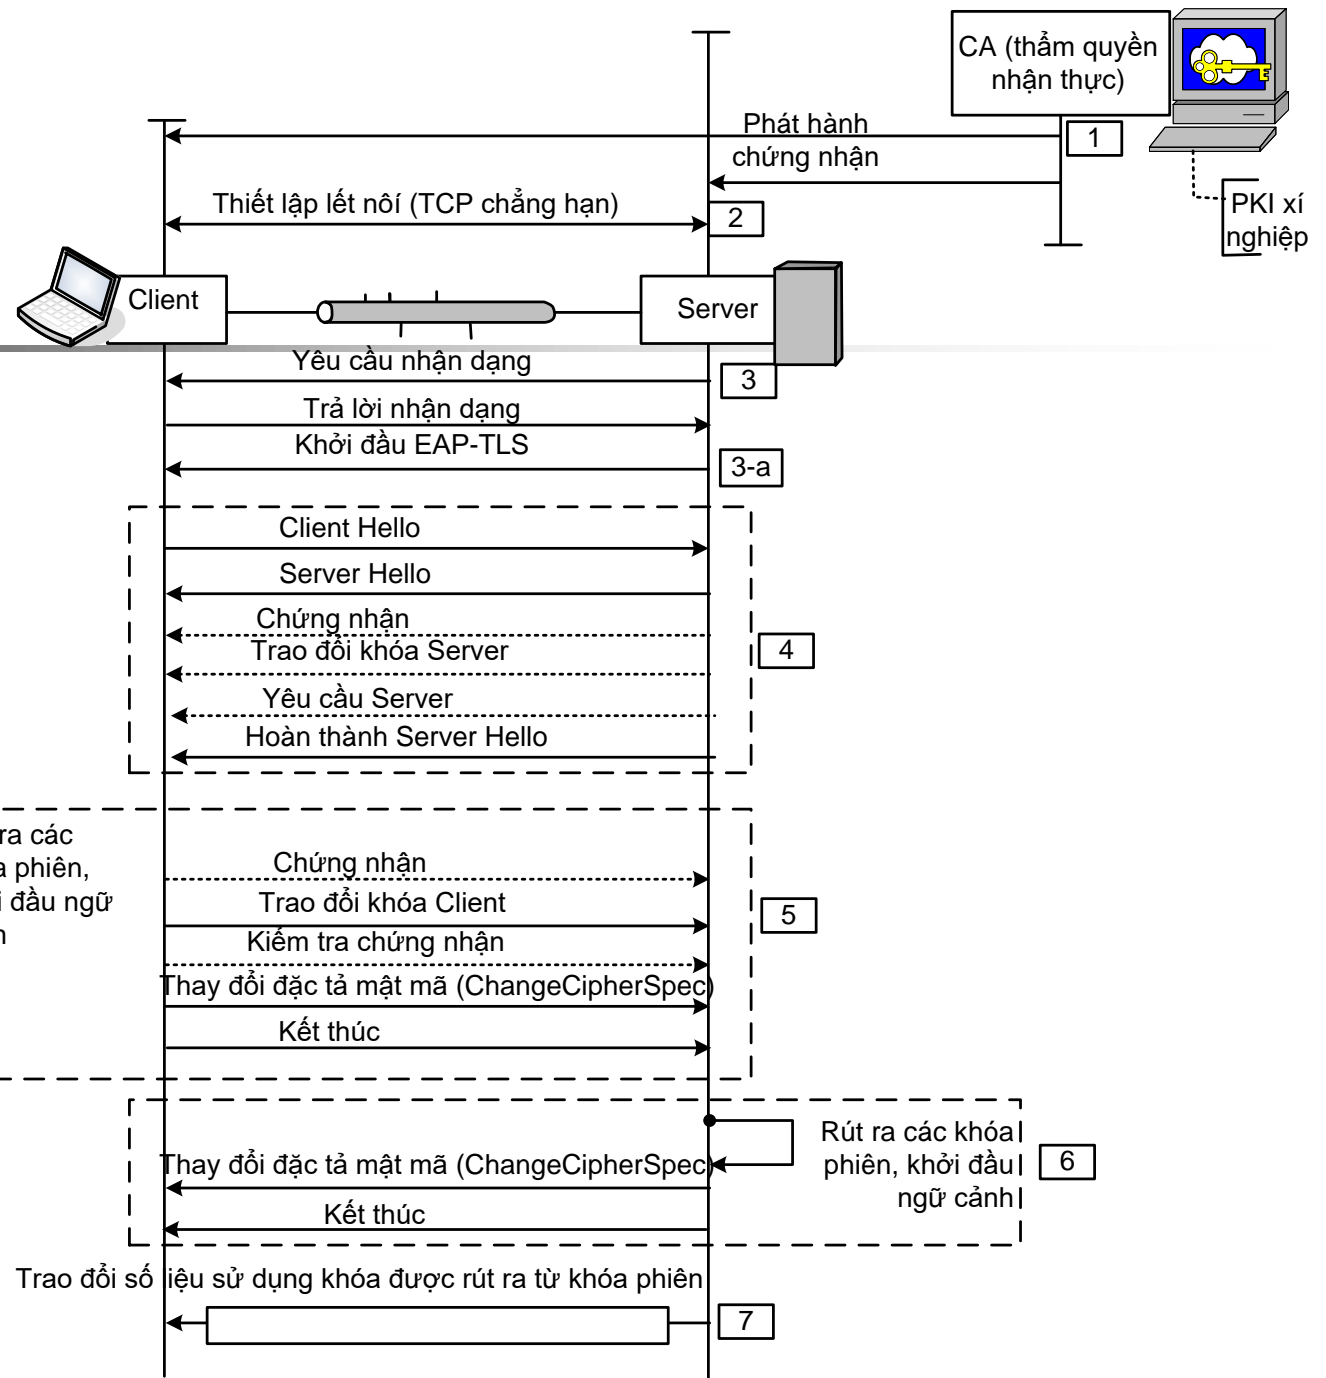 CA (thẩm quyền
nhận thực)
Phát hành
1
chứng nhận
Thiết lập lết nôí (TCP chẳng hạn)
2
PKI xí
nghiệp
Client
Server
Yêu cầu nhận dạng
3
Trả lời nhận dạng
Khởi đầu EAP-TLS
3-a
Client Hello
Server Hello
Chứng nhận
Trao đổi khóa Server
4
Yêu cầu Server
Hoàn thành Server Hello
ra các
phiên,
đầu ngữ
Chứng nhận
Trao đổi khóa Client
5
Kiểm tra chứng nhận
Thay đổi đặc tả mật mã (ChangeCipherSpec)
Kết thúc
Rút ra các khóa
phiên, khởi đầu
ngữ cảnh
6
Thay đổi đặc tả mật mã (ChangeCipherSpec)
Kết thúc
Trao đổi số liệu sử dụng khóa được rút ra từ khóa phiên
7